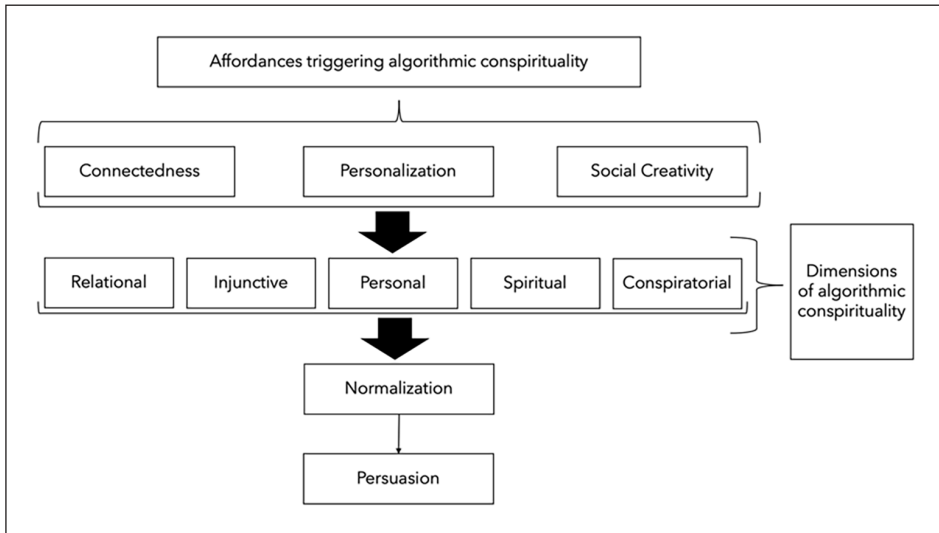 Affordances triggering algorithmic conspirituality
Connectedness
Personalization
Social Creativity
Relational
Injunctive
Personal
Spiritual
Conspiratorial
Dimensions
of algorithmic
conspirituality
Normalization
Persuasion